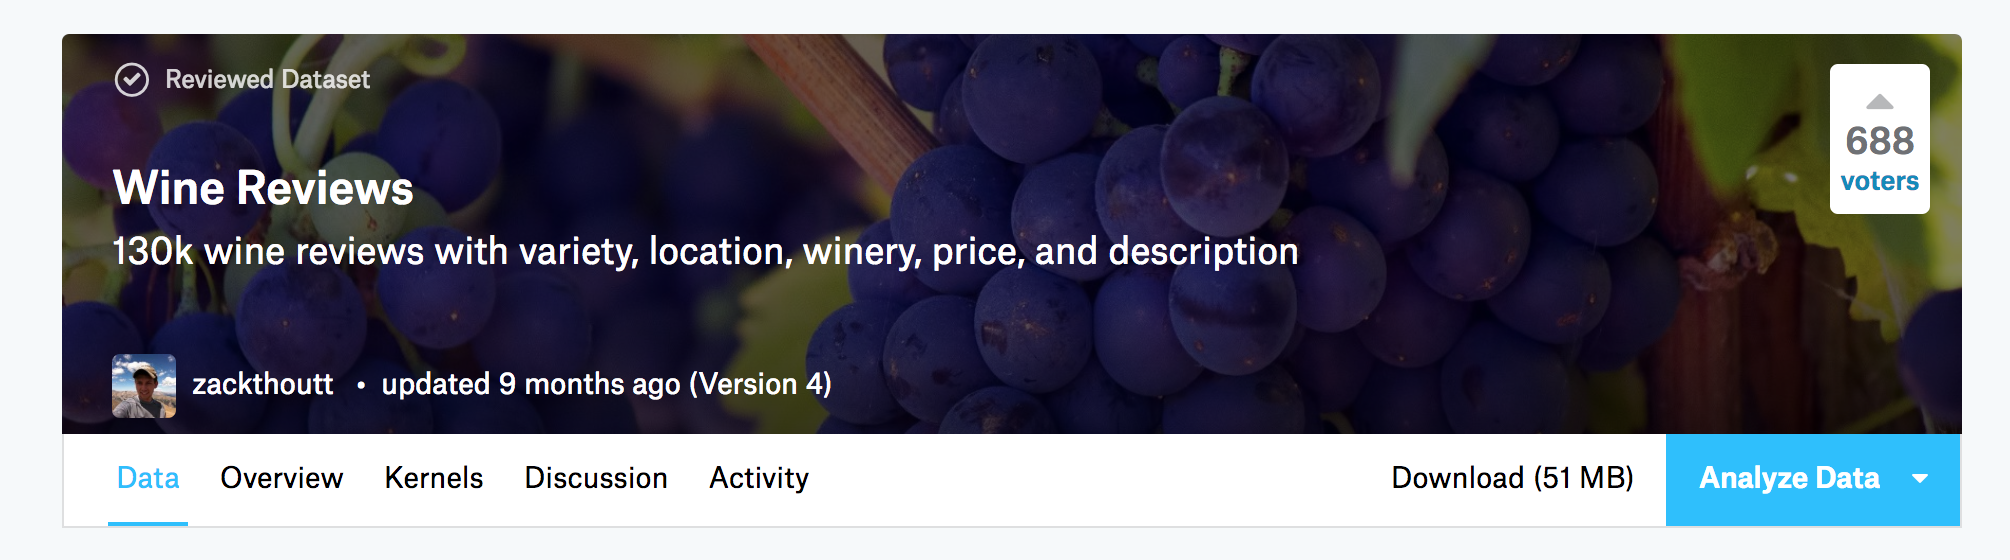 Reviewed Dataset
688
voters
Wine Reviews
130k wine reviews with variety, location, winery, price, and description
zackthoutt • updated 9 months ago (Version 4)
Data Overview Kernels Discussion Activity Download (51 MB) Analyze Data